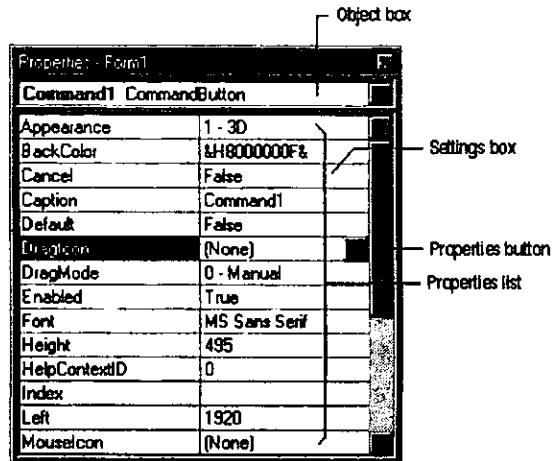 Object box
Properties - Form1
Command1 CommandButton
Appearance 1 - 3D
BackColor &H8000000F&
Settings box
Cancel False
Caption Command1
Default False
DragIcon (None)
Properties button
DragMode 0 - Manual
Properties list
Enabled True
Font MS Sans Serif
Height 495
HelpContextID 0
Index
Left 1920
MouseIcon (None)